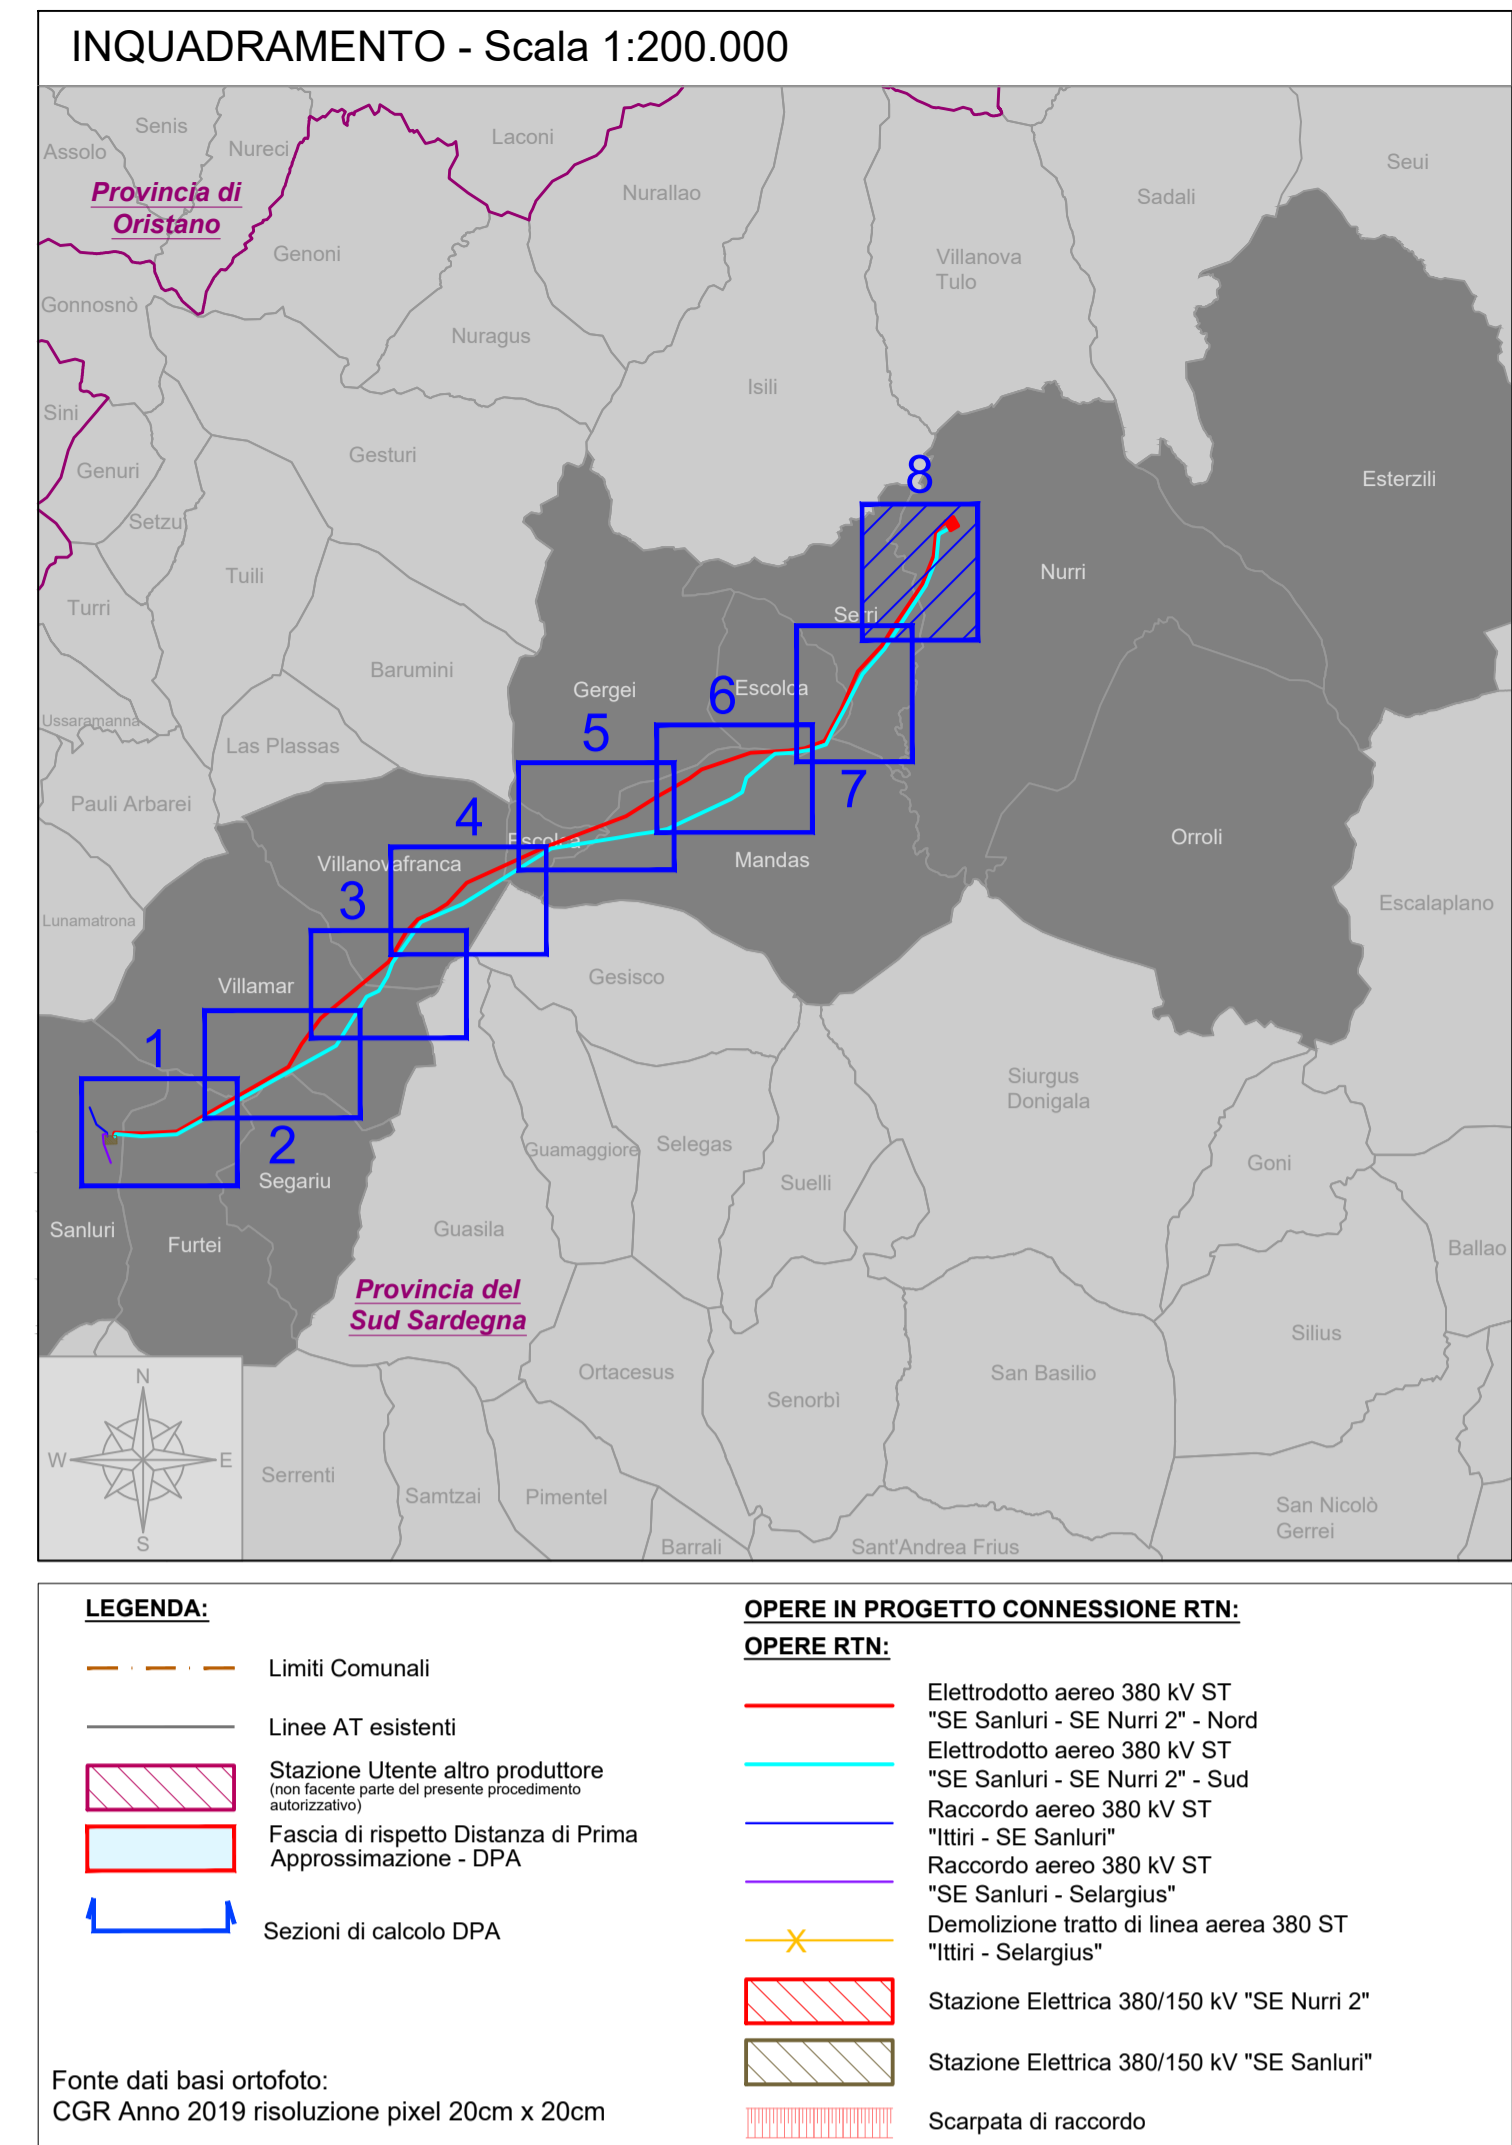 INQUADRAMENTO - Scala 1:200.000
Senis
Assolo
Nureci
Laconi
Seui
Provincia di
Oristano
Nurallao
Sadali
Genoni
Villanova
Tulo
Gonnosnò
Nuragus
Isili
Sini
Gesturi
Genuri
8
Esterzili
Setzu
Tuili
Nurri
Turri
Serri
Barumini
Gergei
6
Escolca
Ussaramanna
5
Las Plassas
7
Pauli Arbarei
4
Escolca
Orroli
Villanovafranca
Mandas
3
Escalaplano
Lunamatrona
Gesisco
Villamar
1
Siurgus
Donigala
2
Guamaggiore
Selegas
Goni
Segariu
Suelli
Sanluri
Guasila
Furtei
Ballao
Provincia del
Sud Sardegna
Silius
Ortacesus
San Basilio
N
Senorbì
W
E
Serrenti
Samtzai
Pimentel
San Nicolò
Gerrei
S
Barrali
Sant'Andrea Frius
LEGENDA:
Limiti Comunali
Linee AT esistenti
Stazione Utente altro produttore
(non facente parte del presente procedimento
autorizzativo)
Fascia di rispetto Distanza di Prima
Approssimazione - DPA
Sezioni di calcolo DPA
Fonte dati basi ortofoto:
CGR Anno 2019 risoluzione pixel 20cm x 20cm
OPERE IN PROGETTO CONNESSIONE RTN:
OPERE RTN:
Elettrodotto aereo 380 kV ST
"SE Sanluri - SE Nurri 2" - Nord
Elettrodotto aereo 380 kV ST
"SE Sanluri - SE Nurri 2" - Sud
Raccordo aereo 380 kV ST
"Ittiri - SE Sanluri"
Raccordo aereo 380 kV ST
"SE Sanluri - Selargius"
X
Demolizione tratto di linea aerea 380 ST
"Ittiri - Selargius"
Stazione Elettrica 380/150 kV "SE Nurri 2"
Stazione Elettrica 380/150 kV "SE Sanluri"
Scarpata di raccordo